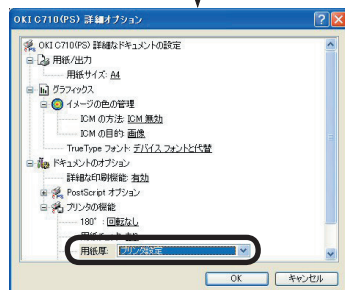 OKI C710(PS) 詳細オプション
OKI C710(PS) 詳細なドキュメントの設定
用紙/出力
用紙サイズ: A4
グラフィックス
イメージの色の管理
ICM の方法: ICM 無効
ICM の目的: 画像
TrueType フォント: デバイス フォントと代替
ドキュメントのオプション
詳細な印刷機能: 有効
PostScript オプション
プリンタの機能
180° : 回転なし
用紙厚: プリンタ設定
OK キャンセル